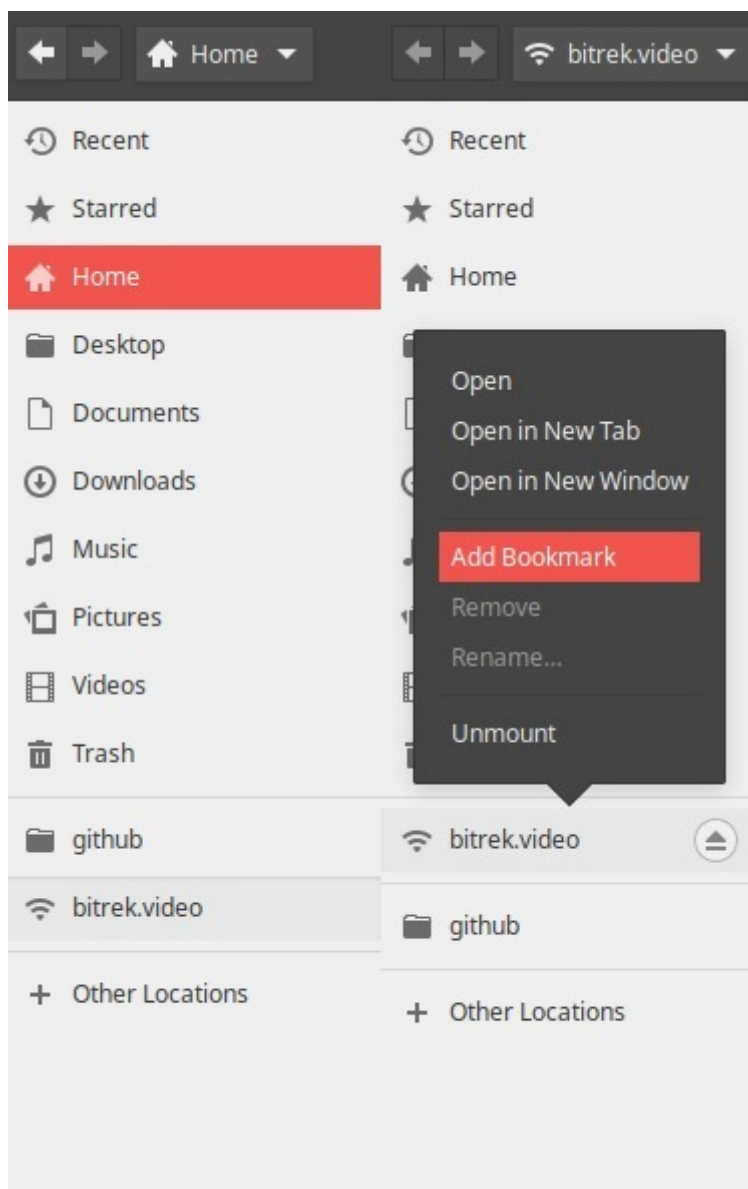 Home
Recent
Starred
Home
Desktop
Documents
Downloads
Music
Pictures
Videos
Trash
github
bitrek.video
Other Locations
bitrek.video
Recent
Starred
Home
Open
Open in New Tab
Open in New Window
Add Bookmark
Remove
Rename...
Unmount
bitrek.video
github
Other Locations